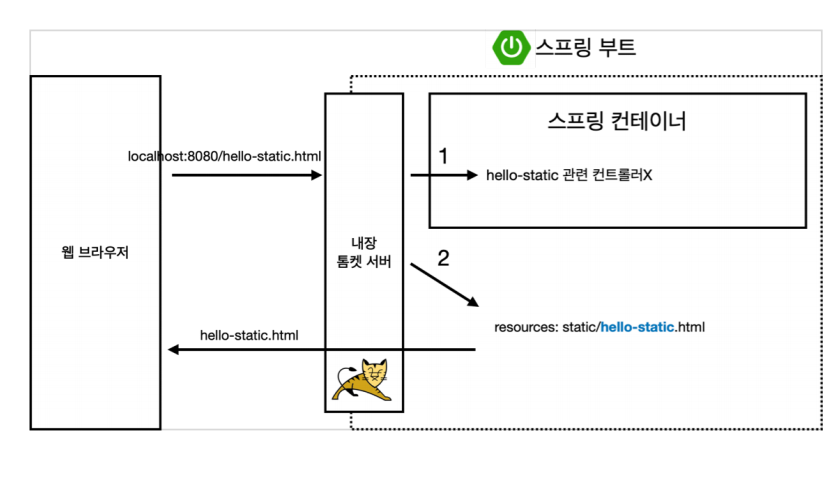 스프링 부트
스프링 컨테이너
localhost:8080/hello-static.html
1
hello-static 관련 컨트롤러X
웹 브라우저
내장
톰켓 서버
2
resources: static/hello-static.html
hello-static.html